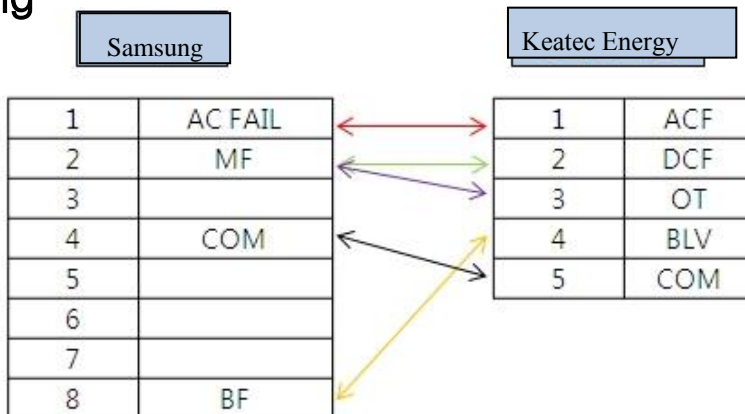 ng
Samsung
Keatec Energy
1 AC FAIL
2 MF
3
4 COM
5
6
7
8 BF
1 ACF
2 DCF
3 OT
4 BLV
5 COM